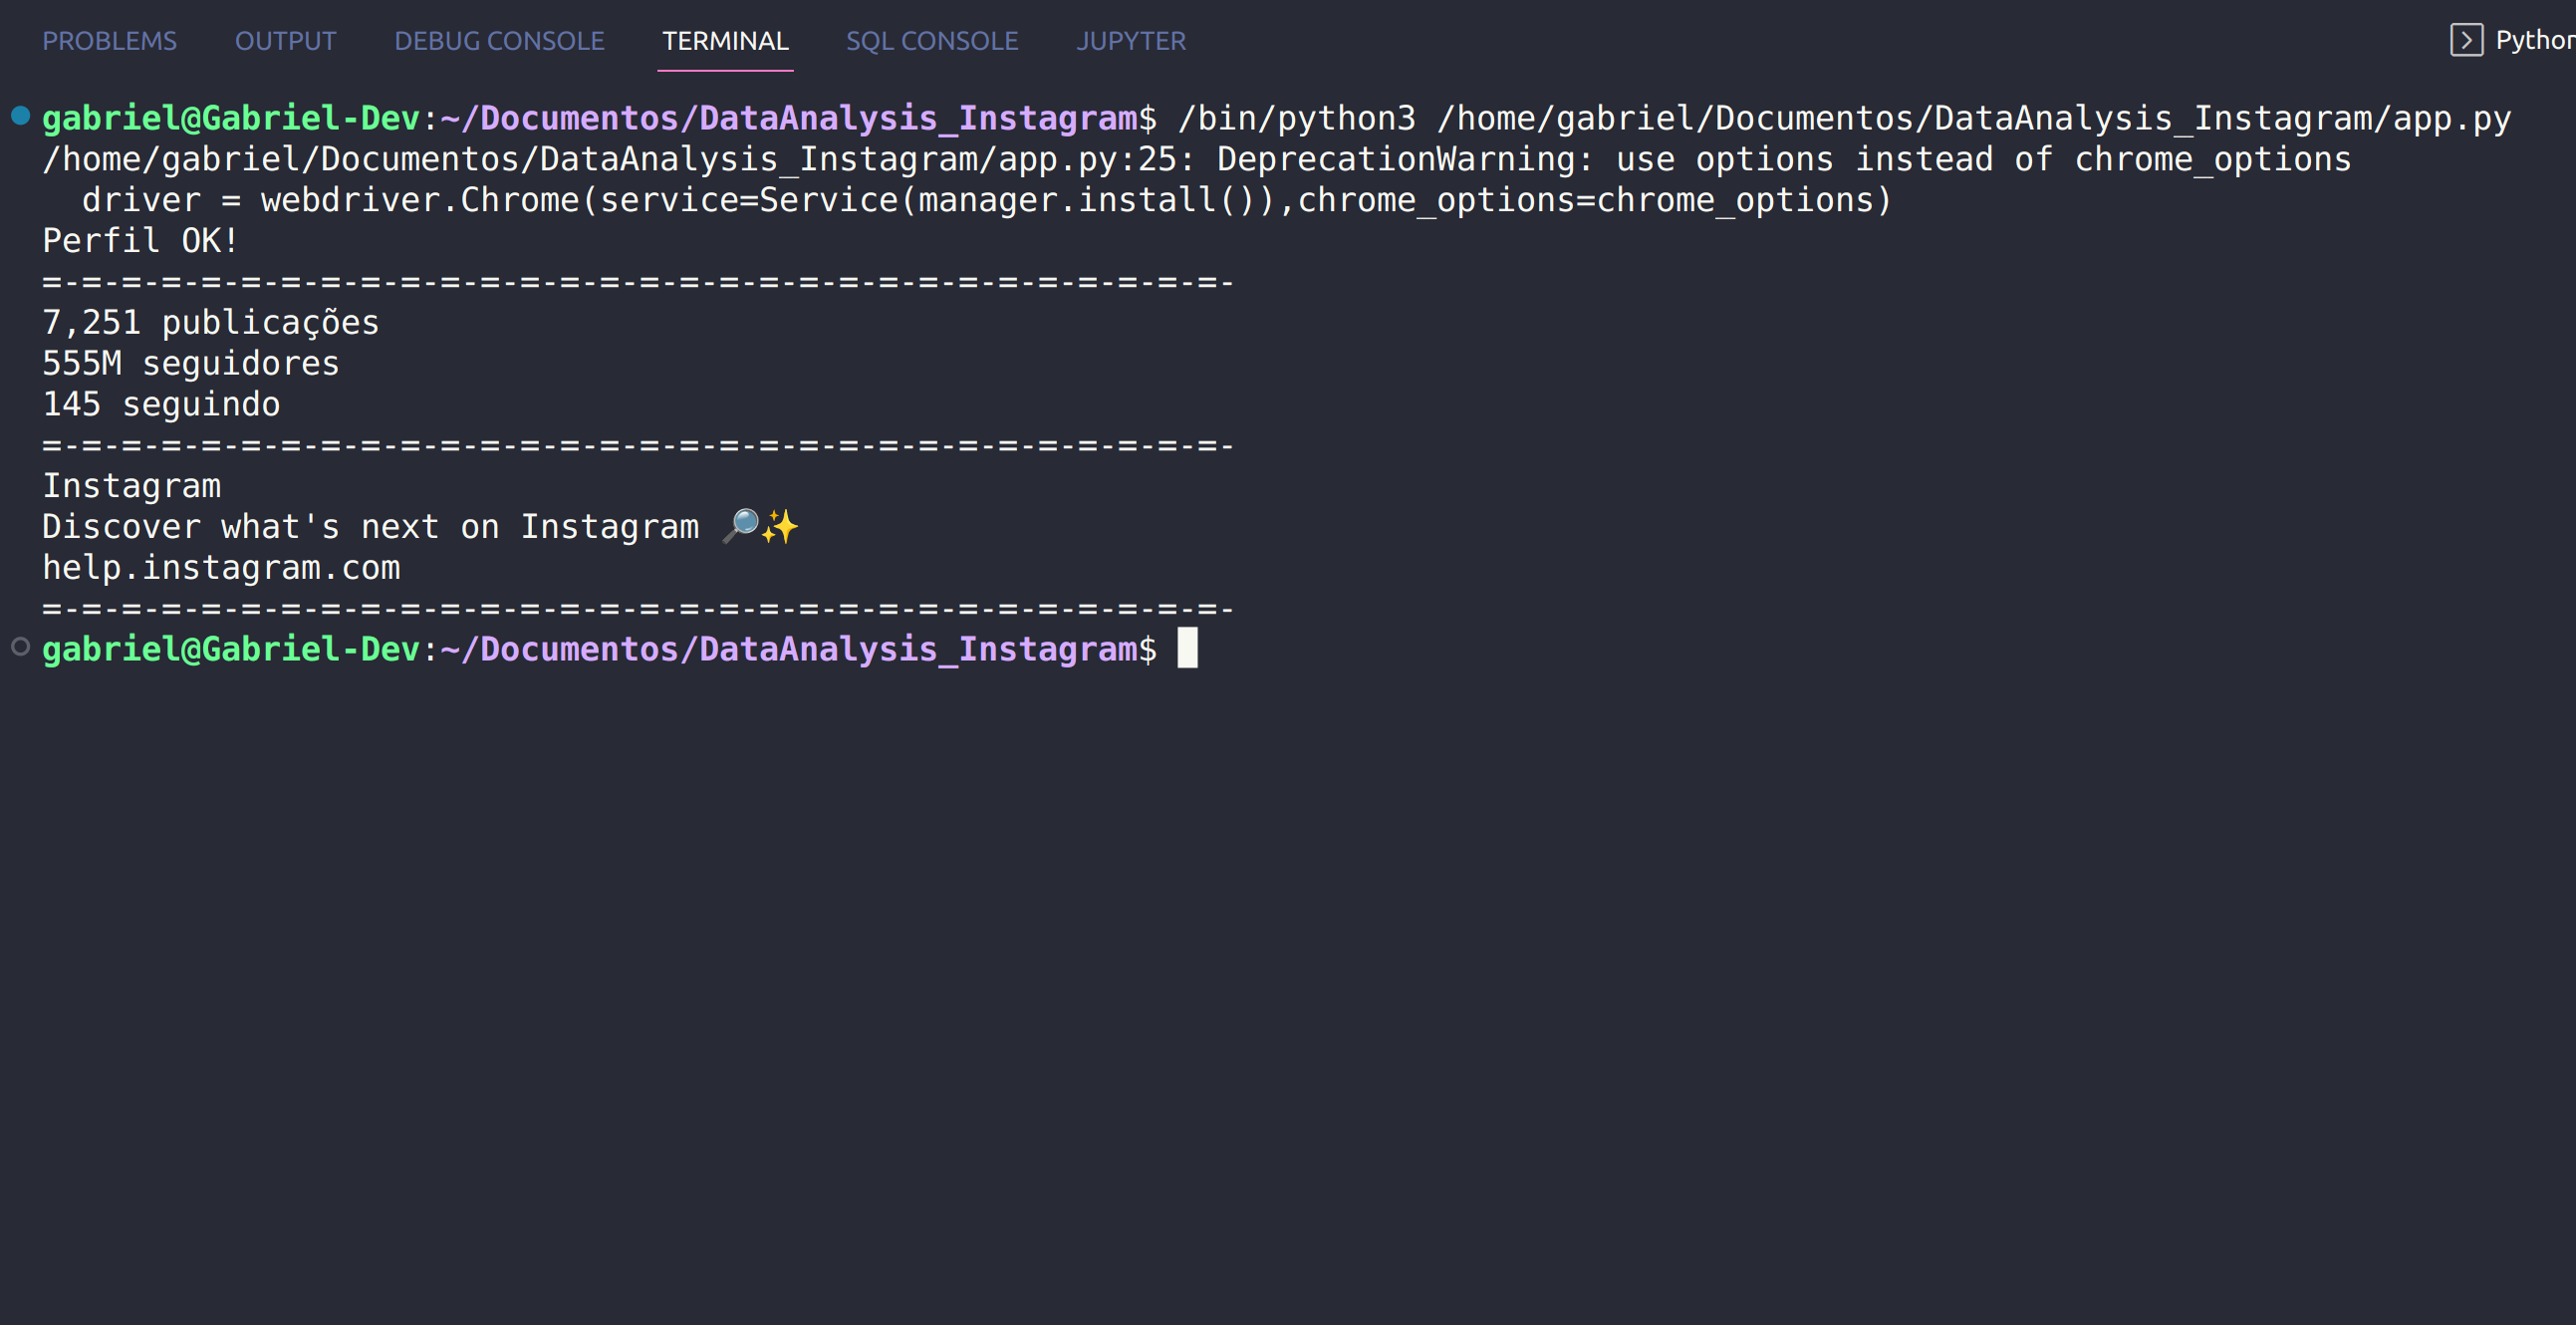 PROBLEMS OUTPUT DEBUG CONSOLE TERMINAL SQL CONSOLE JUPYTER Python
gabriel@Gabriel-Dev:~/Documentos/DataAnalysis_Instagram$ /bin/python3 /home/gabriel/Documentos/DataAnalysis_Instagram/app.py
/home/gabriel/Documentos/DataAnalysis_Instagram/app.py:25: DeprecationWarning: use options instead of chrome_options
  driver = webdriver.Chrome(service=Service(manager.install()),chrome_options=chrome_options)
Perfil OK!
=-=-=-=-=-=-=-=-=-=-=-=-=-=-=-=-=-=-=-=-=-=-=-=-=-=-=-=-=-=-
7,251 publicações
555M seguidores
145 seguindo
=-=-=-=-=-=-=-=-=-=-=-=-=-=-=-=-=-=-=-=-=-=-=-=-=-=-=-=-=-=-
Instagram
Discover what's next on Instagram 🔎✨
help.instagram.com
=-=-=-=-=-=-=-=-=-=-=-=-=-=-=-=-=-=-=-=-=-=-=-=-=-=-=-=-=-=-
gabriel@Gabriel-Dev:~/Documentos/DataAnalysis_Instagram$